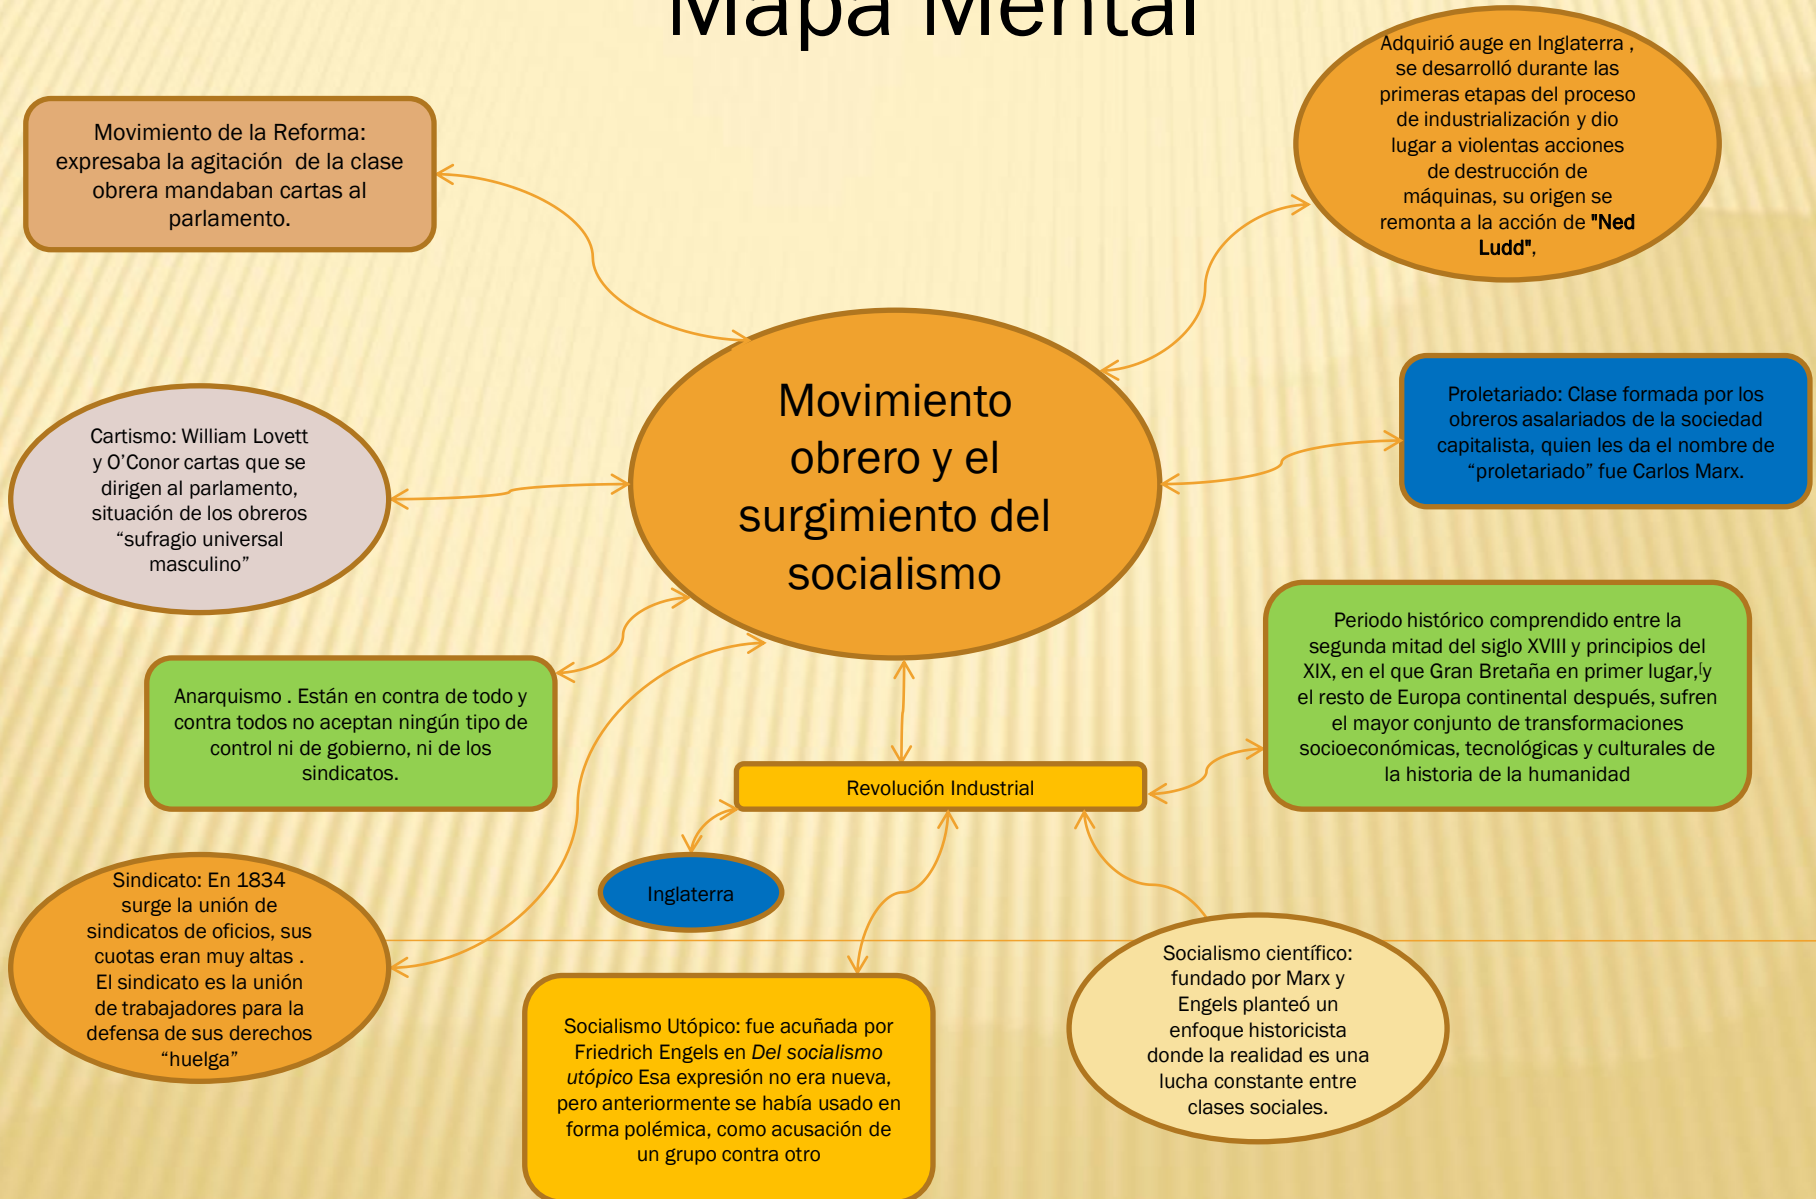 Mapa Mental
Adquirió auge en Inglaterra ,
se desarrolló durante las
primeras etapas del proceso
de industrialización y dio
lugar a violentas acciones
de destrucción de
máquinas, su origen se
remonta a la acción de "Ned
Ludd",
Movimiento de la Reforma:
expresaba la agitación  de la clase
obrera mandaban cartas al
parlamento.
Movimiento
obrero y el
surgimiento del
socialismo
Proletariado: Clase formada por los
obreros asalariados de la sociedad
capitalista, quien les da el nombre de
“proletariado” fue Carlos Marx.
Cartismo: William Lovett
y O’Conor cartas que se
dirigen al parlamento,
situación de los obreros
“sufragio universal
masculino”
Periodo histórico comprendido entre la
segunda mitad del siglo XVIII y principios del
XIX, en el que Gran Bretaña en primer lugar,[y
el resto de Europa continental después, sufren
el mayor conjunto de transformaciones
socioeconómicas, tecnológicas y culturales de
la historia de la humanidad
Anarquismo . Están en contra de todo y
contra todos no aceptan ningún tipo de
control ni de gobierno, ni de los
sindicatos.
Revolución Industrial
Inglaterra
Sindicato: En 1834
surge la unión de
sindicatos de oficios, sus
cuotas eran muy altas .
El sindicato es la unión
de trabajadores para la
defensa de sus derechos
“huelga”
Socialismo científico:
fundado por Marx y
Engels planteó un
enfoque historicista
donde la realidad es una
lucha constante entre
clases sociales.
Socialismo Utópico: fue acuñada por
Friedrich Engels en Del socialismo
utópico Esa expresión no era nueva,
pero anteriormente se había usado en
forma polémica, como acusación de
un grupo contra otro